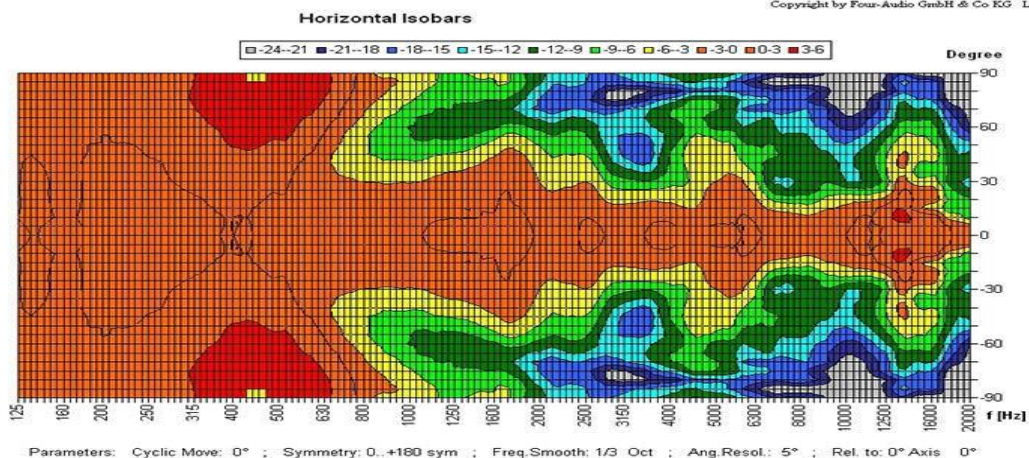 Copyright by Four-Audio GmbH & Co KG L
Horizontal Isobars
-24--21 -21--18 -18--15 -15--12 -12--9 -9--6 -6--3 -3-0 0-3 3-6
Degree
90
60
30
0
-30
-60
-90
125 160 200 250 315 400 500 630 800 1000 1250 1600 2000 2500 3150 4000 5000 6300 8000 10000 12500 16000 20000 f [Hz]
Parameters: Cyclic Move: 0° ; Symmetry: 0..+180 sym ; Freq.Smooth: 1/3 Oct ; Ang.Resol.: 5° ; Rel. to: 0° Axis 0°